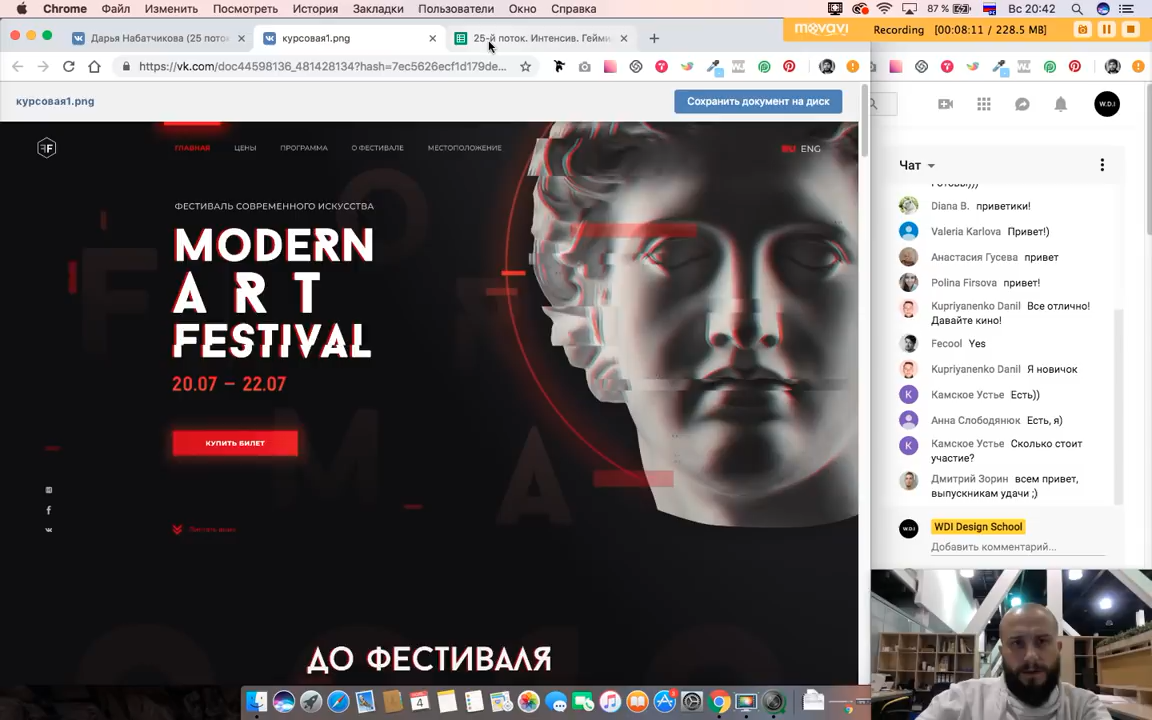 Chrome Файл Изменить Посмотреть История Закладки Пользователи Окно Справка
87 % Вс 20:42
movavi Recording 00:08:11 / 228.5 MB
Дарья Набатчикова (25 поток
курсовая1.png
25-й поток. Интенсив. Гейми
https://vk.com/doc44598136_481428134?hash=7ec5626ecf1d179de...
курсовая1.png
Сохранить документ на диск
F
ГЛАВНАЯ ЦЕНЫ ПРОГРАММА О ФЕСТИВАЛЕ МЕСТОПОЛОЖЕНИЕ
RU ENG
ФЕСТИВАЛЬ СОВРЕМЕННОГО ИСКУССТВА
MODERN
ART
FESTIVAL
20.07 – 22.07
КУПИТЬ БИЛЕТ
ДО ФЕСТИВАЛЯ
W.D.I
Чат
Diana B. приветики!
Valeria Karlova Привет!)
Анастасия Гусева привет
Polina Firsova привет!
Kupriyanenko Danil Все отлично!
Давайте кино!
Fecool Yes
Kupriyanenko Danil Я новичок
К Камское Устье Есть))
Анна Слободянюк Есть, я)
К Камское Устье Сколько стоит
участие?
Дмитрий Зорин всем привет,
выпускникам удачи ;)
W.D.I WDI Design School
Добавить комментарий...
4